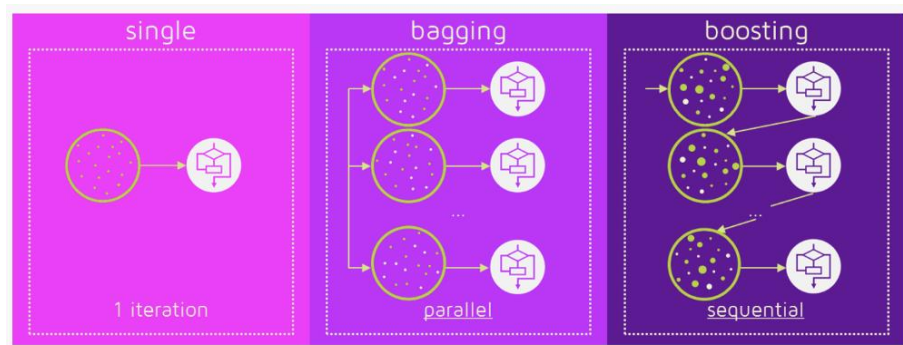 single
1 iteration
bagging
...
parallel
boosting
...
sequential